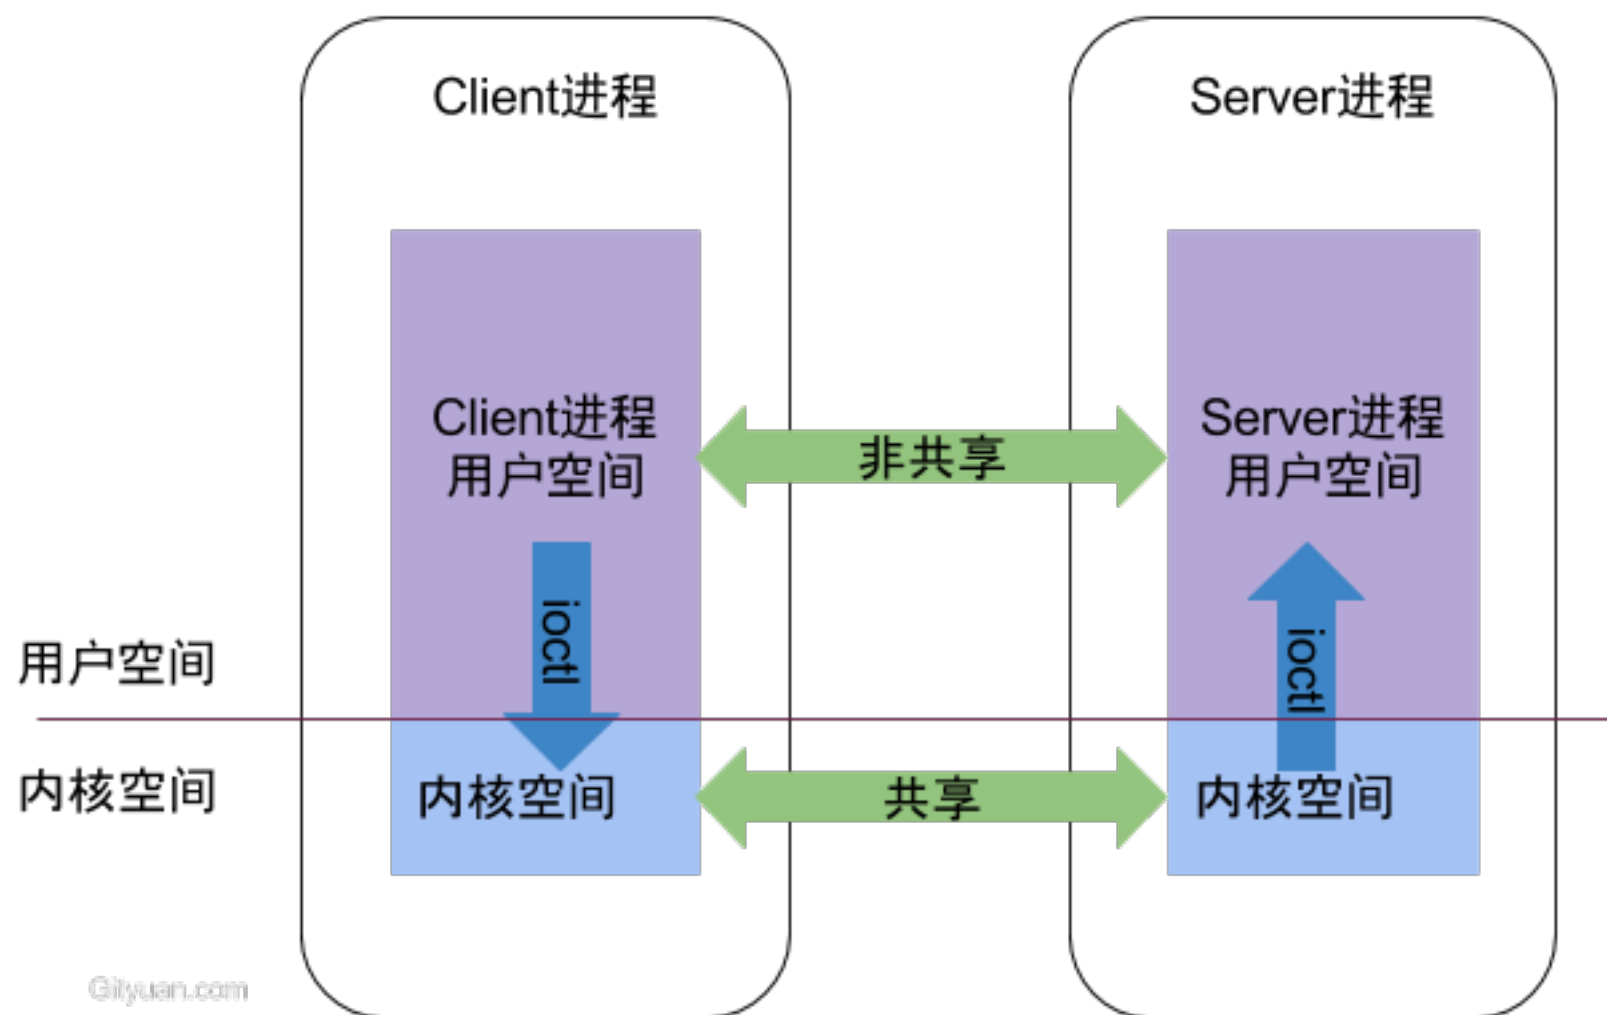 Client进程
Server进程
Client进程
用户空间
非共享
Server进程
用户空间
ioctl
ioctl
用户空间
内核空间
内核空间
共享
内核空间
Gityuan.com